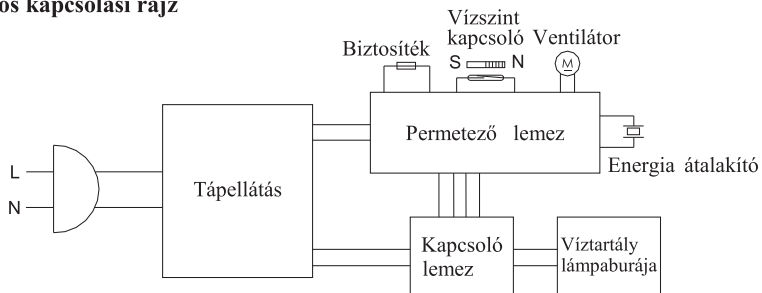 os kapcsolási rajz
Vízszint
kapcsoló
Biztosíték
S N
Ventilátor
M
Permetező lemez
Energia átalakító
L
N
Tápellátás
Kapcsoló
lemez
Víztartály
lámpaburája